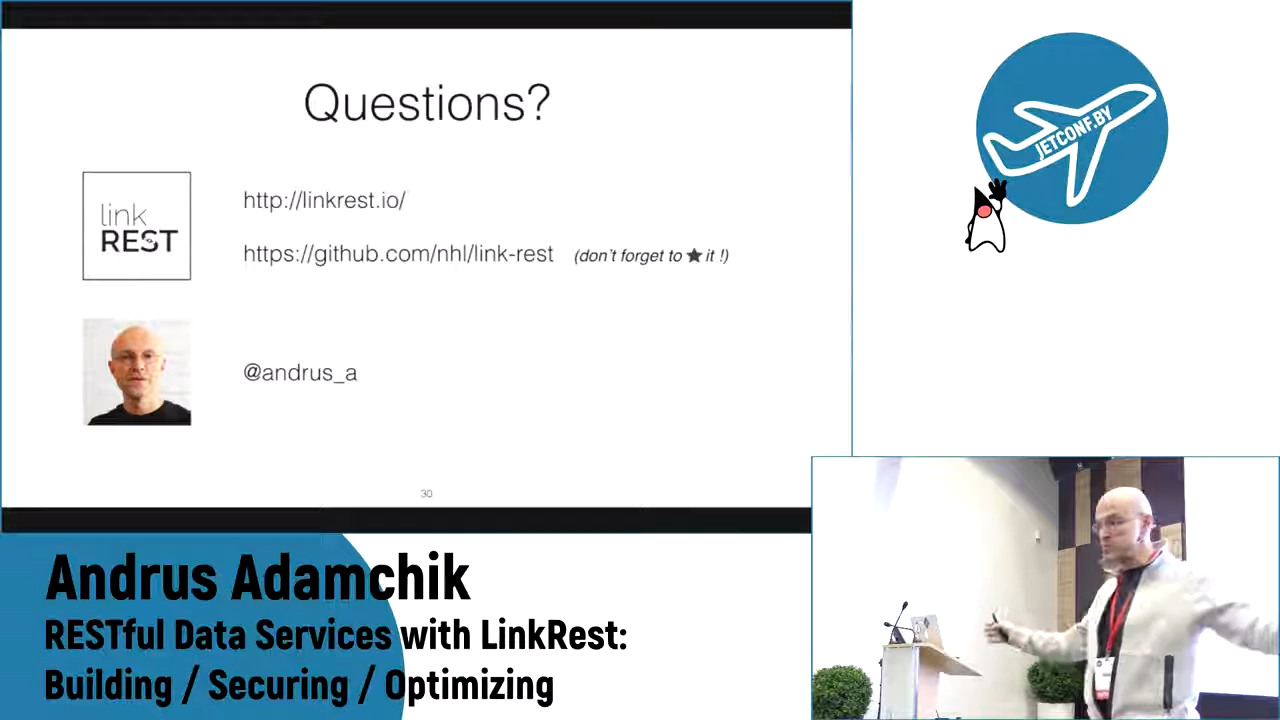 Questions?
link
REST
http://linkrest.io/
https://github.com/nhl/link-rest (don't forget to ★ it !)
@andrus_a
30
JETCONF.BY
Andrus Adamchik
RESTful Data Services with LinkRest:
Building / Securing / Optimizing